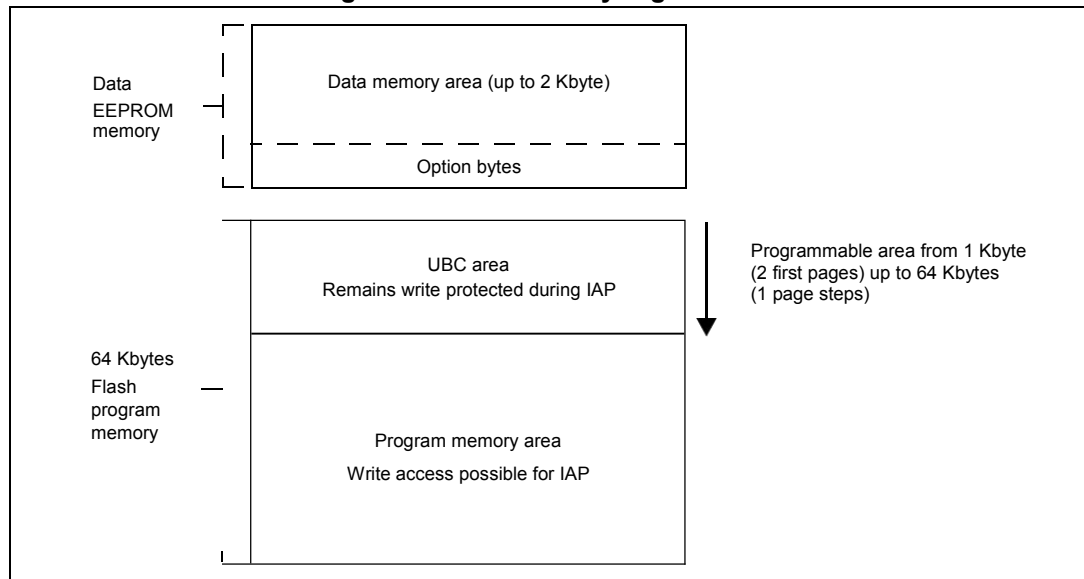 Data
EEPROM
memory
Data memory area (up to 2 Kbyte)
Option bytes
UBC area
Remains write protected during IAP
Programmable area from 1 Kbyte
(2 first pages) up to 64 Kbytes
(1 page steps)
64 Kbytes
Flash
program
memory
Program memory area
Write access possible for IAP